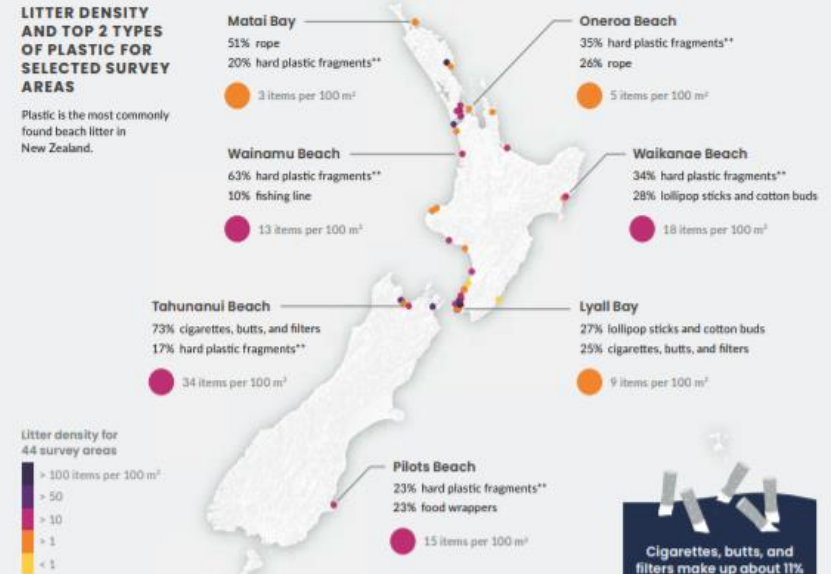 LITTER DENSITY
AND TOP 2 TYPES
OF PLASTIC FOR
SELECTED SURVEY
AREAS
Plastic is the most commonly
found beach litter in
New Zealand.
Matai Bay
51% rope
20% hard plastic fragments**
3 items per 100 m²
Oneroa Beach
35% hard plastic fragments**
26% rope
5 items per 100 m²
Wainamu Beach
63% hard plastic fragments**
10% fishing line
13 items per 100 m²
Waikanae Beach
34% hard plastic fragments**
28% lollipop sticks and cotton buds
18 items per 100 m²
Tahunanui Beach
73% cigarettes, butts, and filters
17% hard plastic fragments**
34 items per 100 m²
Lyall Bay
27% lollipop sticks and cotton buds
25% cigarettes, butts, and filters
9 items per 100 m²
Litter density for
44 survey areas
> 100 items per 100 m²
> 50
> 10
> 1
< 1
Pilots Beach
23% hard plastic fragments**
23% food wrappers
15 items per 100 m²
Cigarettes, butts, and
filters make up about 11%